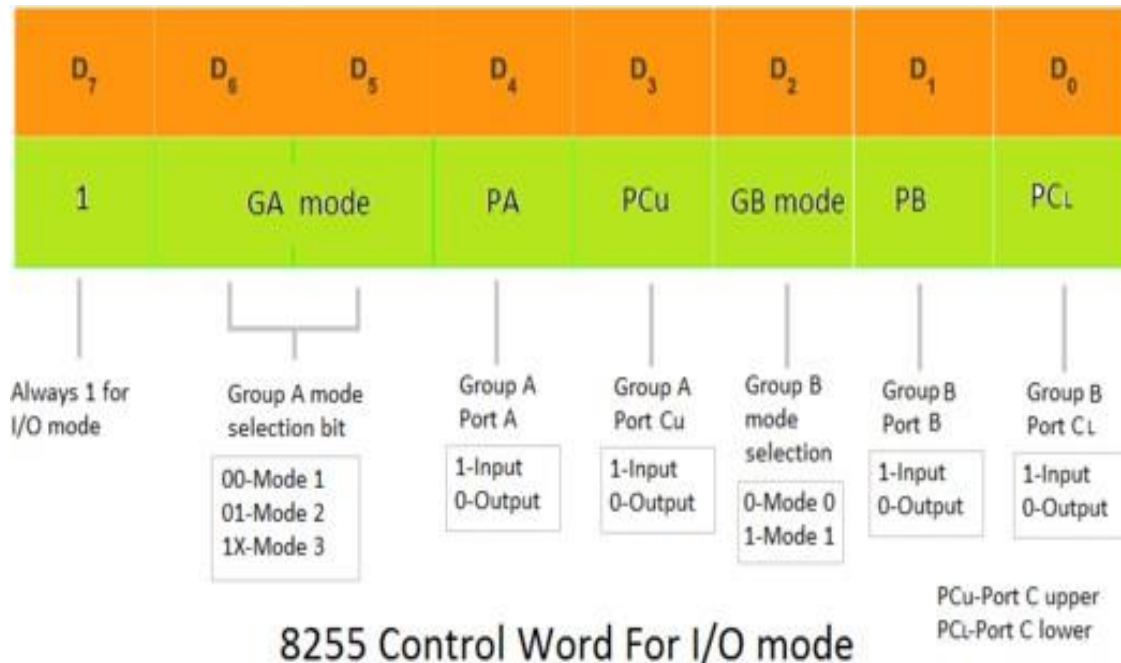 D7 D6 D5 D4 D3 D2 D1 D0
1 GA mode PA PCu GB mode PB PCL
Always 1 for
I/O mode
Group A mode
selection bit
00-Mode 1
01-Mode 2
1X-Mode 3
Group A
Port A
1-Input
0-Output
Group A
Port Cu
1-Input
0-Output
Group B
mode
selection
0-Mode 0
1-Mode 1
Group B
Port B
1-Input
0-Output
Group B
Port CL
1-Input
0-Output
PCu-Port C upper
PCL-Port C lower
8255 Control Word For I/O mode